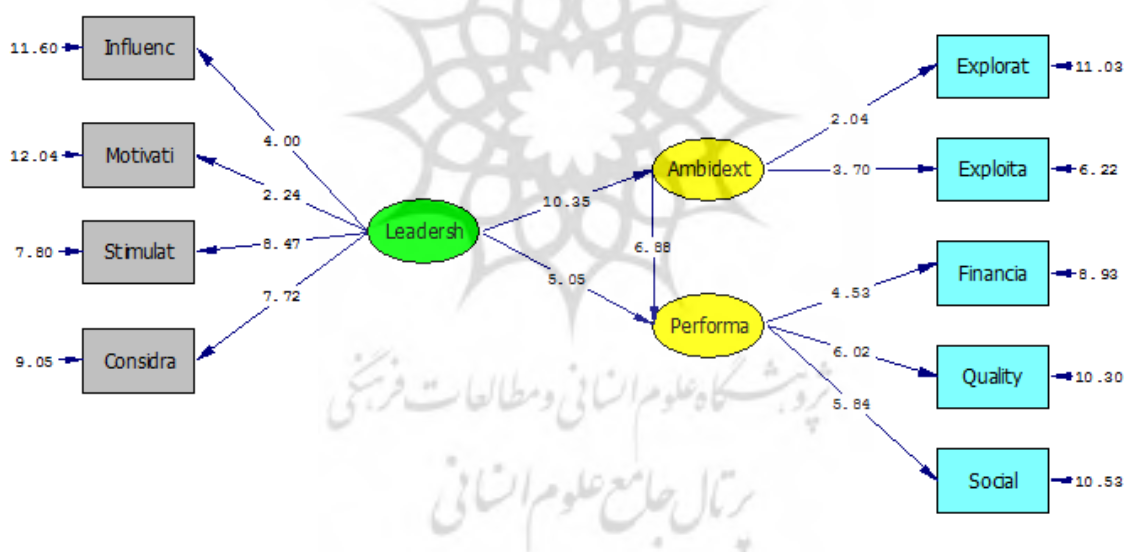 11.60
Influenc
12.04
Motivati
7.80
Stimulat
9.05
Considra
4.00
2.24
8.47
7.72
Leadersh
10.35
5.05
Ambidext
6.88
Performa
2.04
3.70
4.53
6.02
5.84
Explorat
11.03
Exploita
6.22
Financia
8.93
Quality
10.30
Social
10.53
پژوهشگاه علوم انسانی و مطالعات فرهنگی
پرتال جامع علوم انسانی